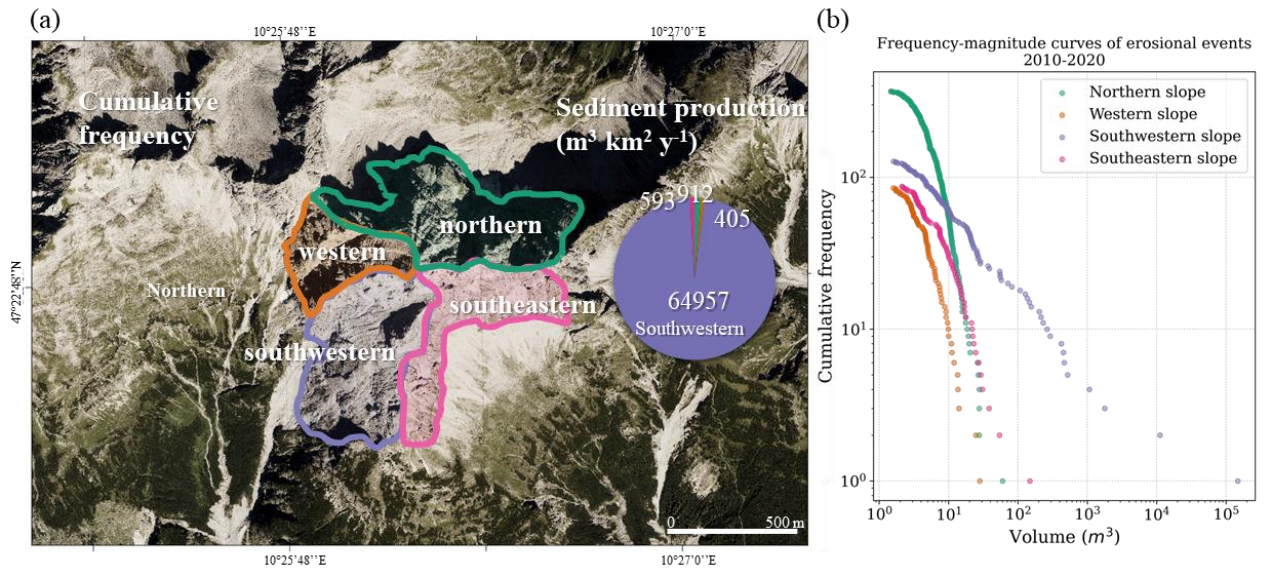 (a)
10°25'48''E
10°27'0''E
47°22'48''N
Cumulative
frequency
Sediment production
(m³ km² y⁻¹)
northern
593
912
405
western
Northern
southeastern
64957
Southwestern
southwestern
0
500 m
10°25'48''E
10°27'0''E
(b)
Frequency-magnitude curves of erosional events
2010-2020
Northern slope
Western slope
Southwestern slope
Southeastern slope
Cumulative frequency
10²
10¹
10⁰
10⁰
10¹
10²
10³
10⁴
10⁵
Volume (m³)